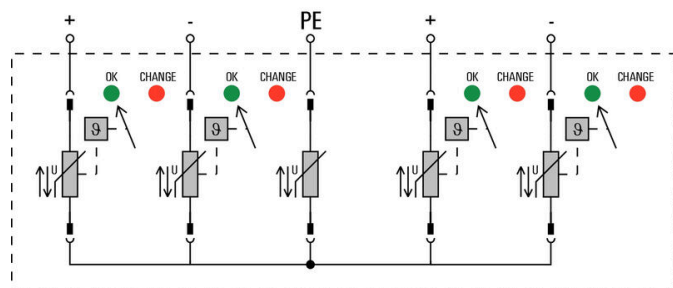 + - PE + -
OK CHANGE OK CHANGE OK CHANGE OK CHANGE
ϑ ϑ ϑ ϑ
U U U U U